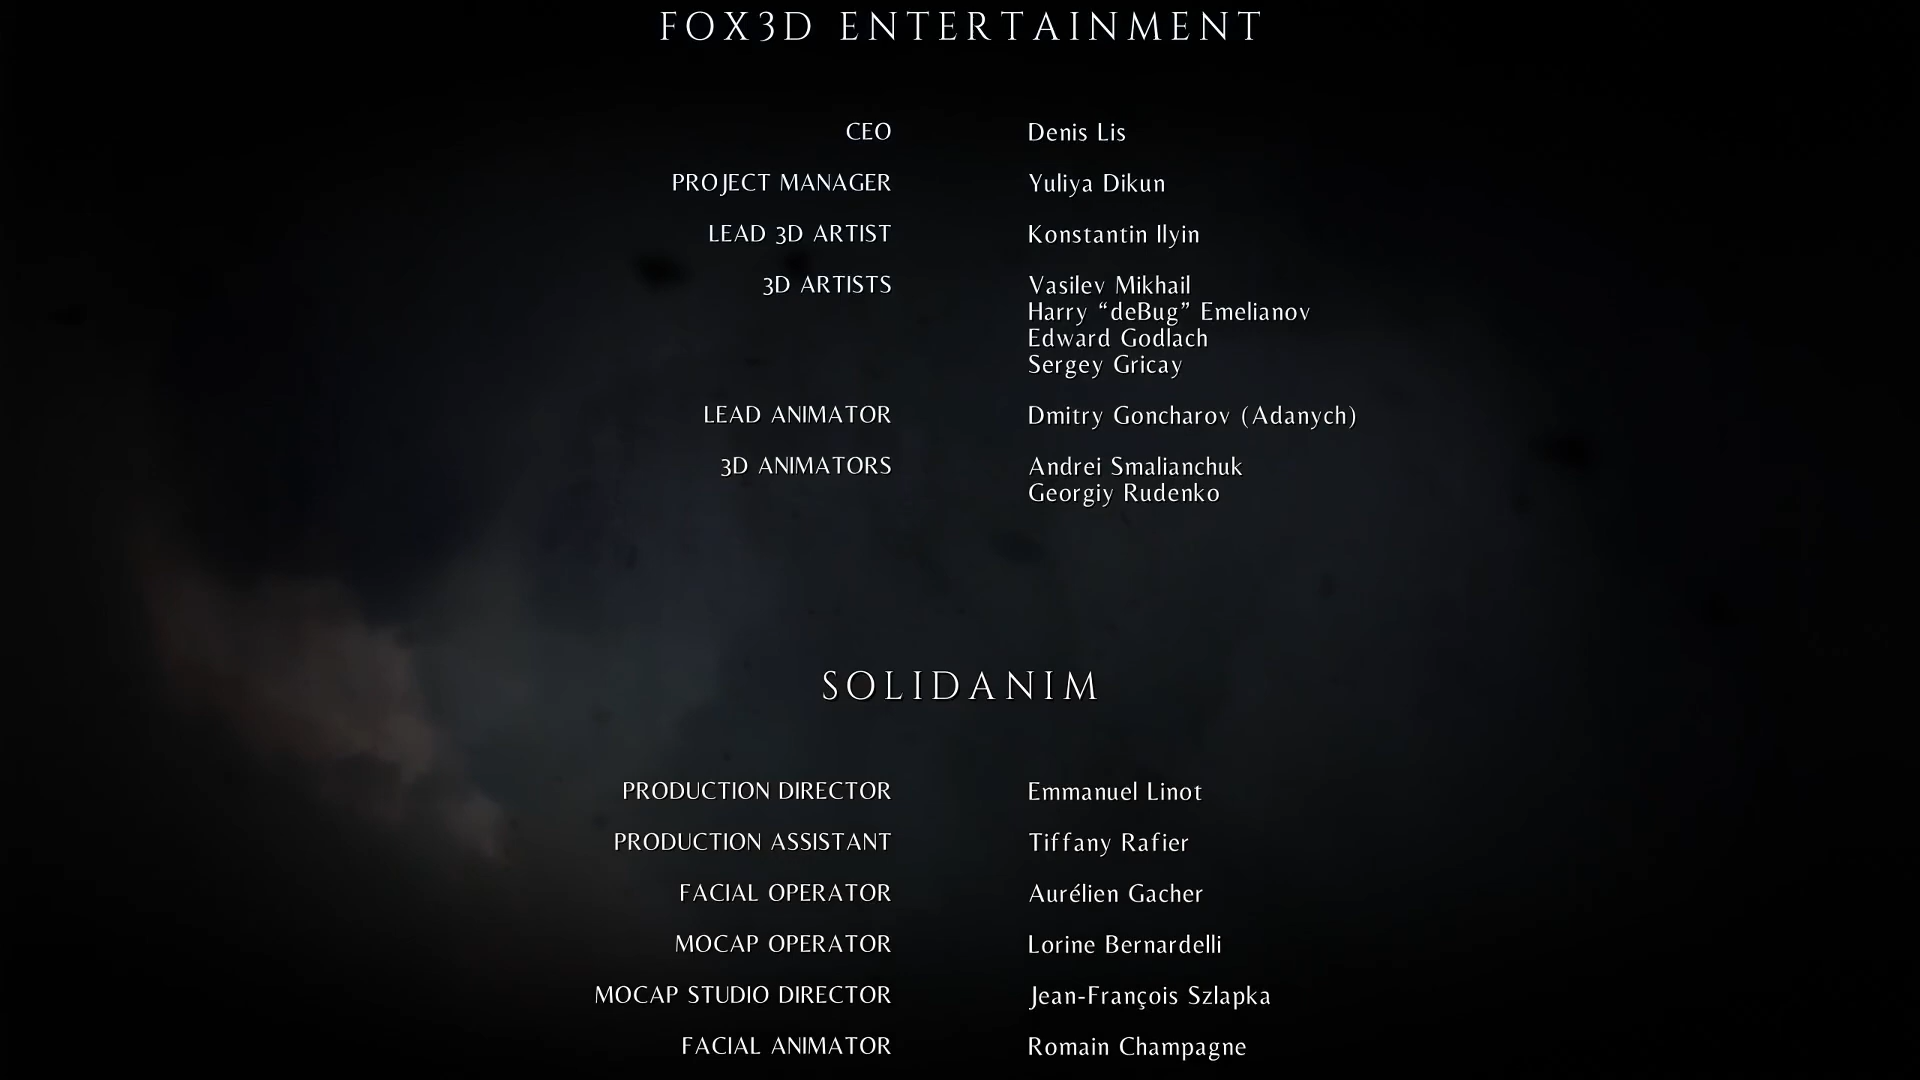 FOX3D ENTERTAINMENT
CEO Denis Lis
PROJECT MANAGER Yuliya Dikun
LEAD 3D ARTIST Konstantin Ilyin
3D ARTISTS Vasilev Mikhail
Harry “deBug” Emelianov
Edward Godlach
Sergey Gricay
LEAD ANIMATOR Dmitry Goncharov (Adanych)
3D ANIMATORS Andrei Smalianchuk
Georgiy Rudenko
SOLIDANIM
PRODUCTION DIRECTOR Emmanuel Linot
PRODUCTION ASSISTANT Tiffany Rafier
FACIAL OPERATOR Aurélien Gacher
MOCAP OPERATOR Lorine Bernardelli
MOCAP STUDIO DIRECTOR Jean-François Szlapka
FACIAL ANIMATOR Romain Champagne